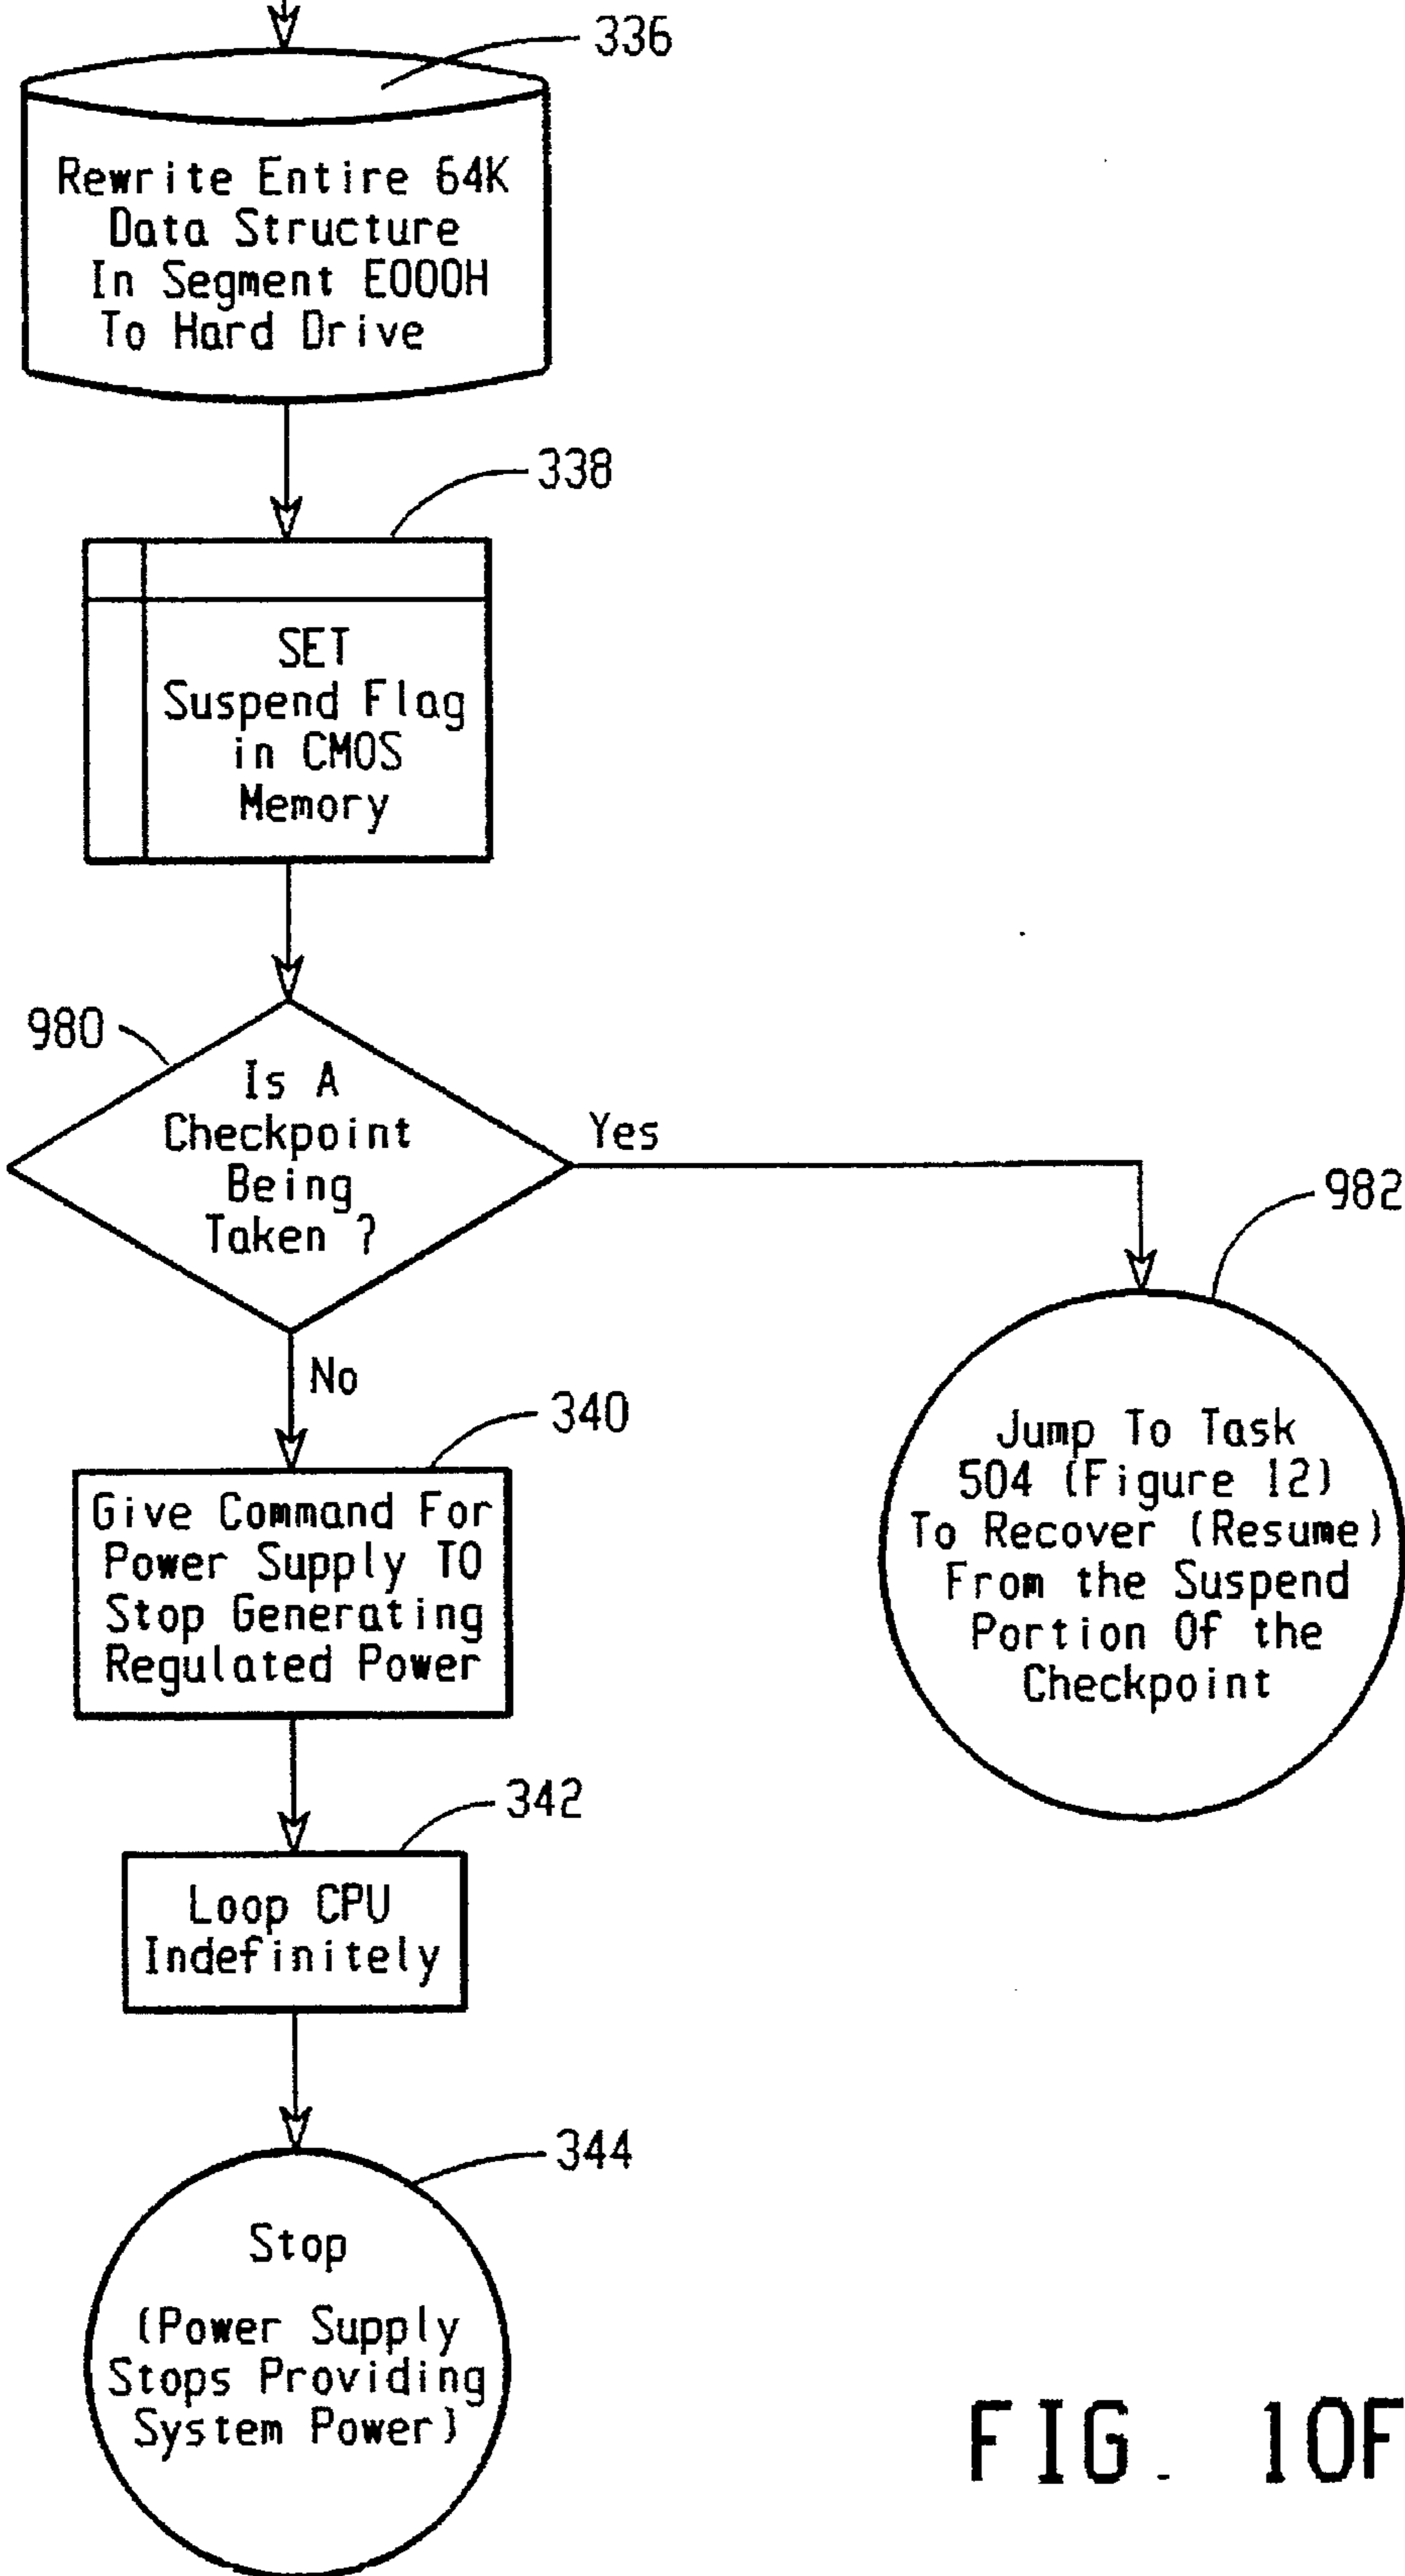 336
Rewrite Entire 64K
Data Structure
In Segment E000H
To Hard Drive
338
SET
Suspend Flag
in CMOS
Memory
980
Is A
Checkpoint
Being
Taken ?
Yes
982
No
Jump To Task
504 (Figure 12)
To Recover (Resume)
From the Suspend
Portion Of the
Checkpoint
340
Give Command For
Power Supply TO
Stop Generating
Regulated Power
342
Loop CPU
Indefinitely
344
Stop
(Power Supply
Stops Providing
System Power)
FIG. 10F